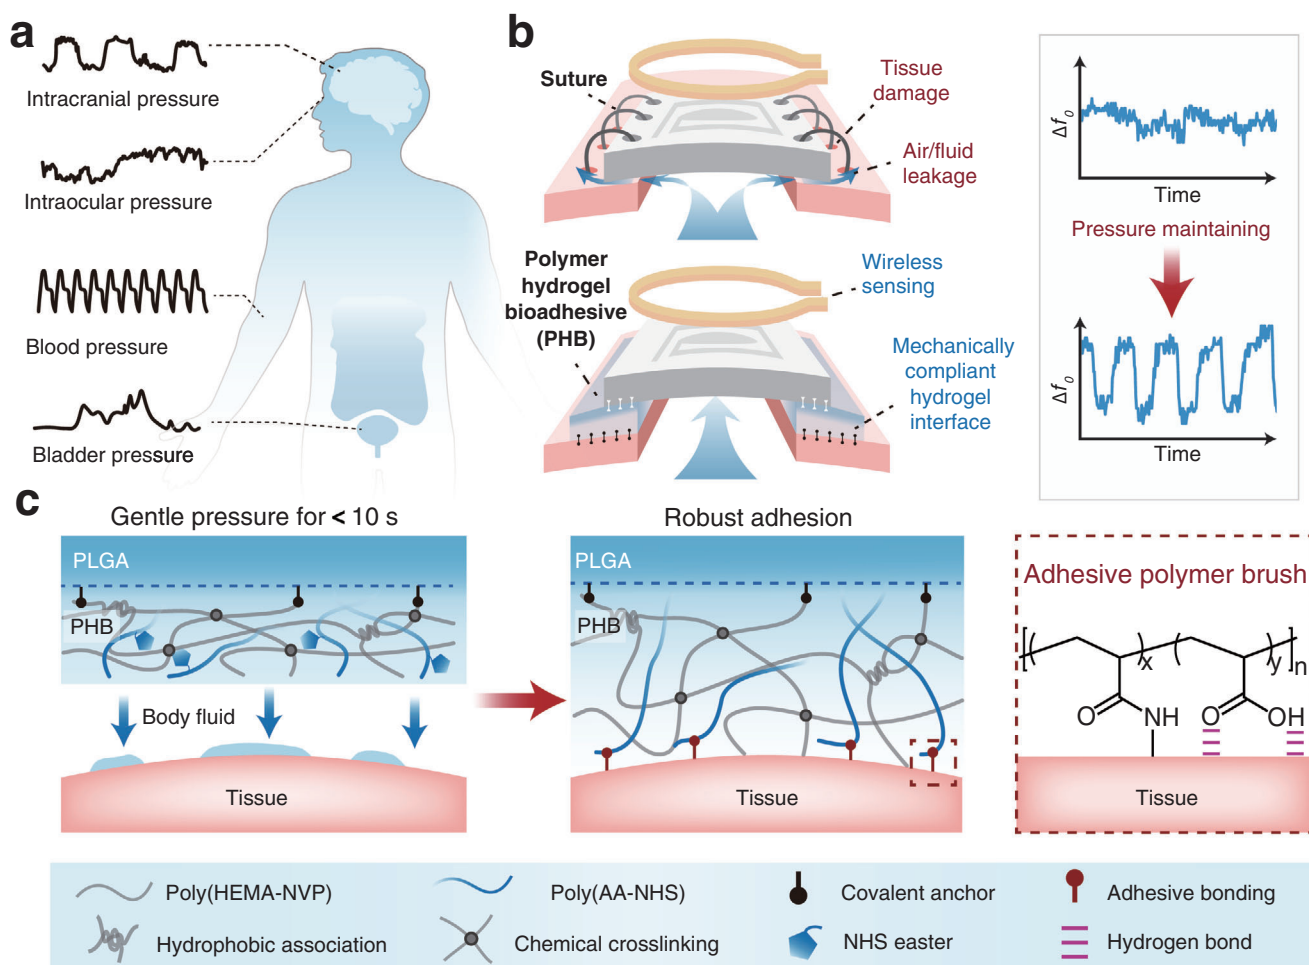 a
Intracranial pressure
Intraocular pressure
Blood pressure
Bladder pressure
b
Suture
Tissue
damage
Air/fluid
leakage
Polymer
hydrogel
bioadhesive
(PHB)
Wireless
sensing
Mechanically
compliant
hydrogel
interface
Δf₀
Time
Pressure maintaining
Δf₀
Time
c
Gentle pressure for < 10 s
PLGA
PHB
Body fluid
Tissue
Robust adhesion
PLGA
PHB
Tissue
Adhesive polymer brush
x
y
n
O
NH
O
OH
Tissue
Poly(HEMA-NVP)
Poly(AA-NHS)
Covalent anchor
Adhesive bonding
Hydrophobic association
Chemical crosslinking
NHS easter
Hydrogen bond